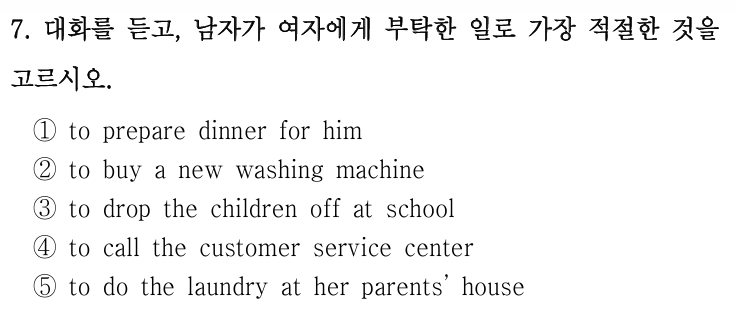 7. 대화를 듣고, 남자가 여자에게 부탁한 일로 가장 적절한 것을
고르시오.
① to prepare dinner for him
② to buy a new washing machine
③ to drop the children off at school
④ to call the customer service center
⑤ to do the laundry at her parents’ house